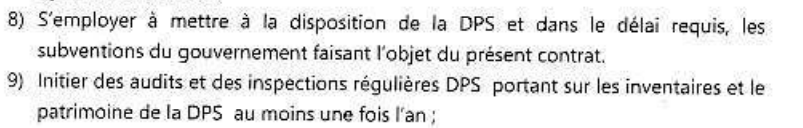 8) S'employer à mettre à la disposition de la DPS et dans le délai requis, les
subventions du gouvernement faisant l'objet du présent contrat.
9) Initier des audits et des inspections régulières DPS portant sur les inventaires et le
patrimoine de la DPS au moins une fois l'an ;